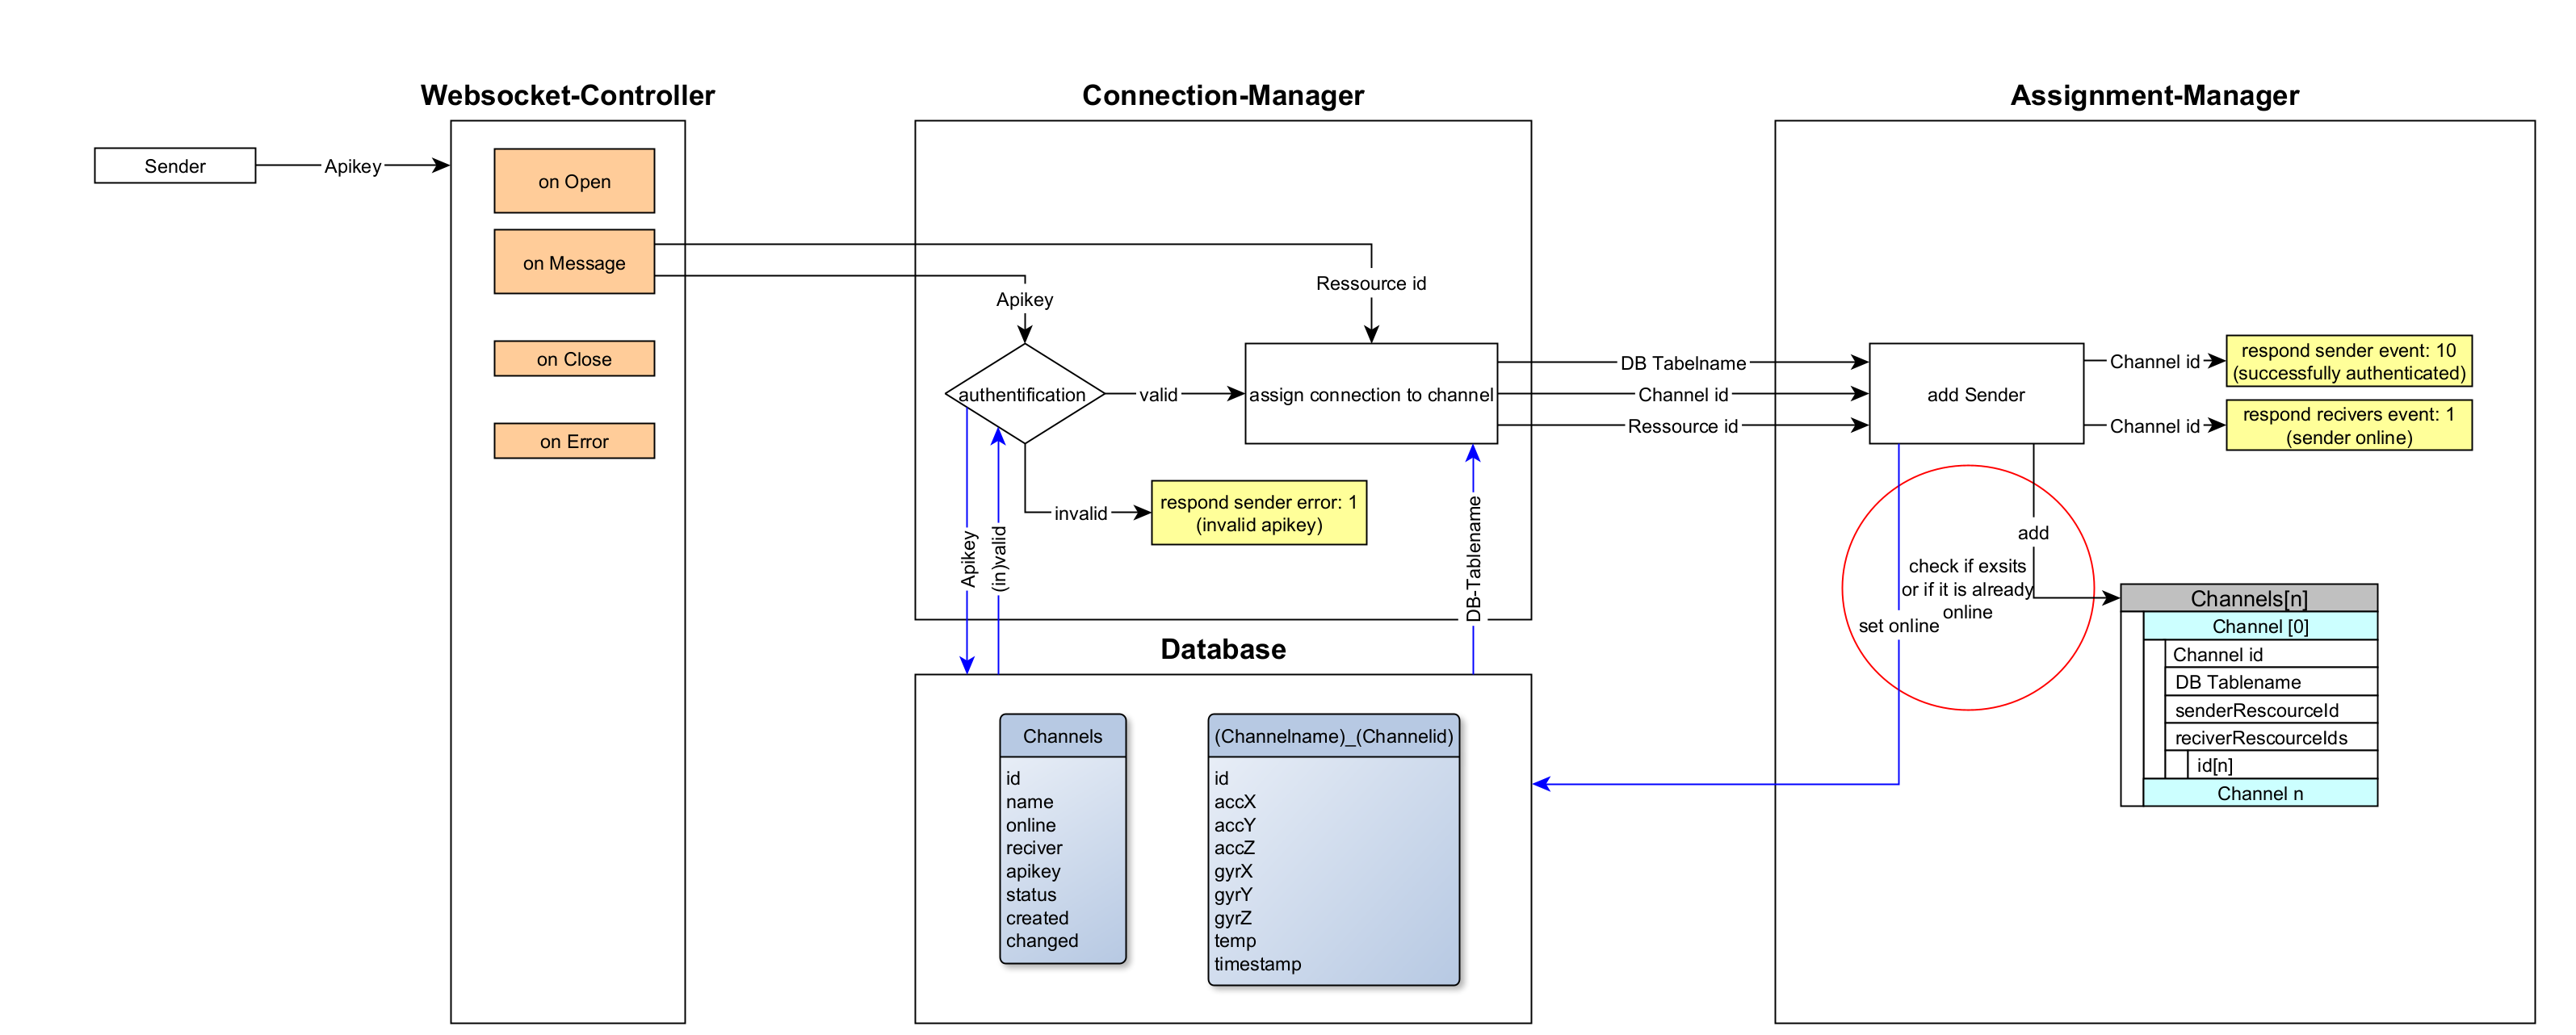 Websocket-Controller
Connection-Manager
Assignment-Manager
Sender
Apikey
on Open
on Message
on Close
on Error
Apikey
Ressource id
authentification
valid
assign connection to channel
invalid
respond sender error: 1
(invalid apikey)
Apikey
(in)valid
DB-Tablename
DB Tabelname
Channel id
Ressource id
add Sender
Channel id
respond sender event: 10
(successfully authenticated)
Channel id
respond recivers event: 1
(sender online)
add
check if exsits
or if it is already
online
set online
Channels[n]
Channel [0]
Channel id
DB Tablename
senderRescourceId
reciverRescourceIds
id[n]
Channel n
Database
Channels
id
name
online
reciver
apikey
status
created
changed
(Channelname)_(Channelid)
id
accX
accY
accZ
gyrX
gyrY
gyrZ
temp
timestamp